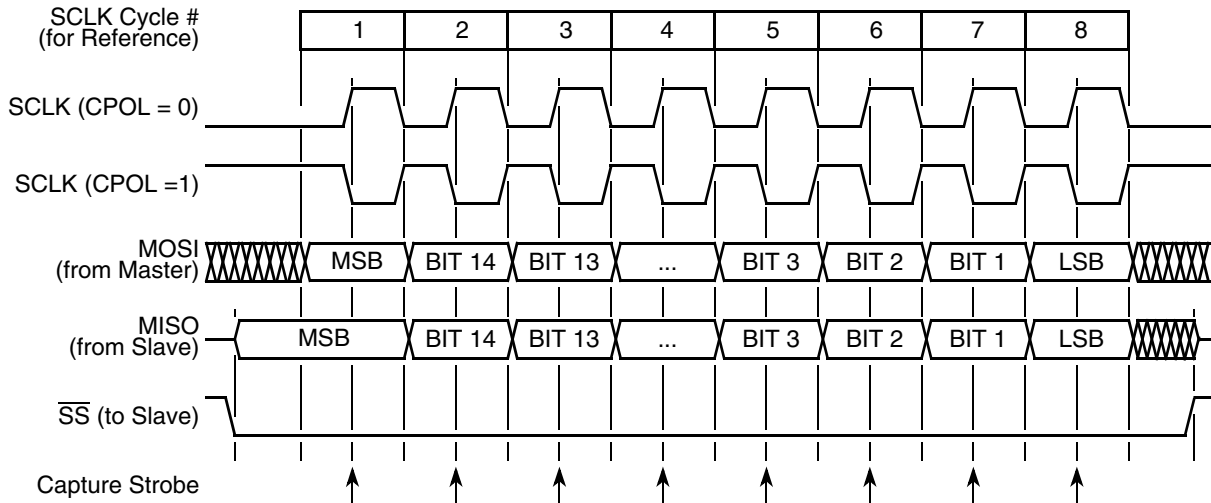 SCLK Cycle #
(for Reference)
1 2 3 4 5 6 7 8
SCLK (CPOL = 0)
SCLK (CPOL =1)
MOSI
(from Master)
MSB BIT 14 BIT 13 ... BIT 3 BIT 2 BIT 1 LSB
MISO
(from Slave)
MSB BIT 14 BIT 13 ... BIT 3 BIT 2 BIT 1 LSB
SS (to Slave)
Capture Strobe